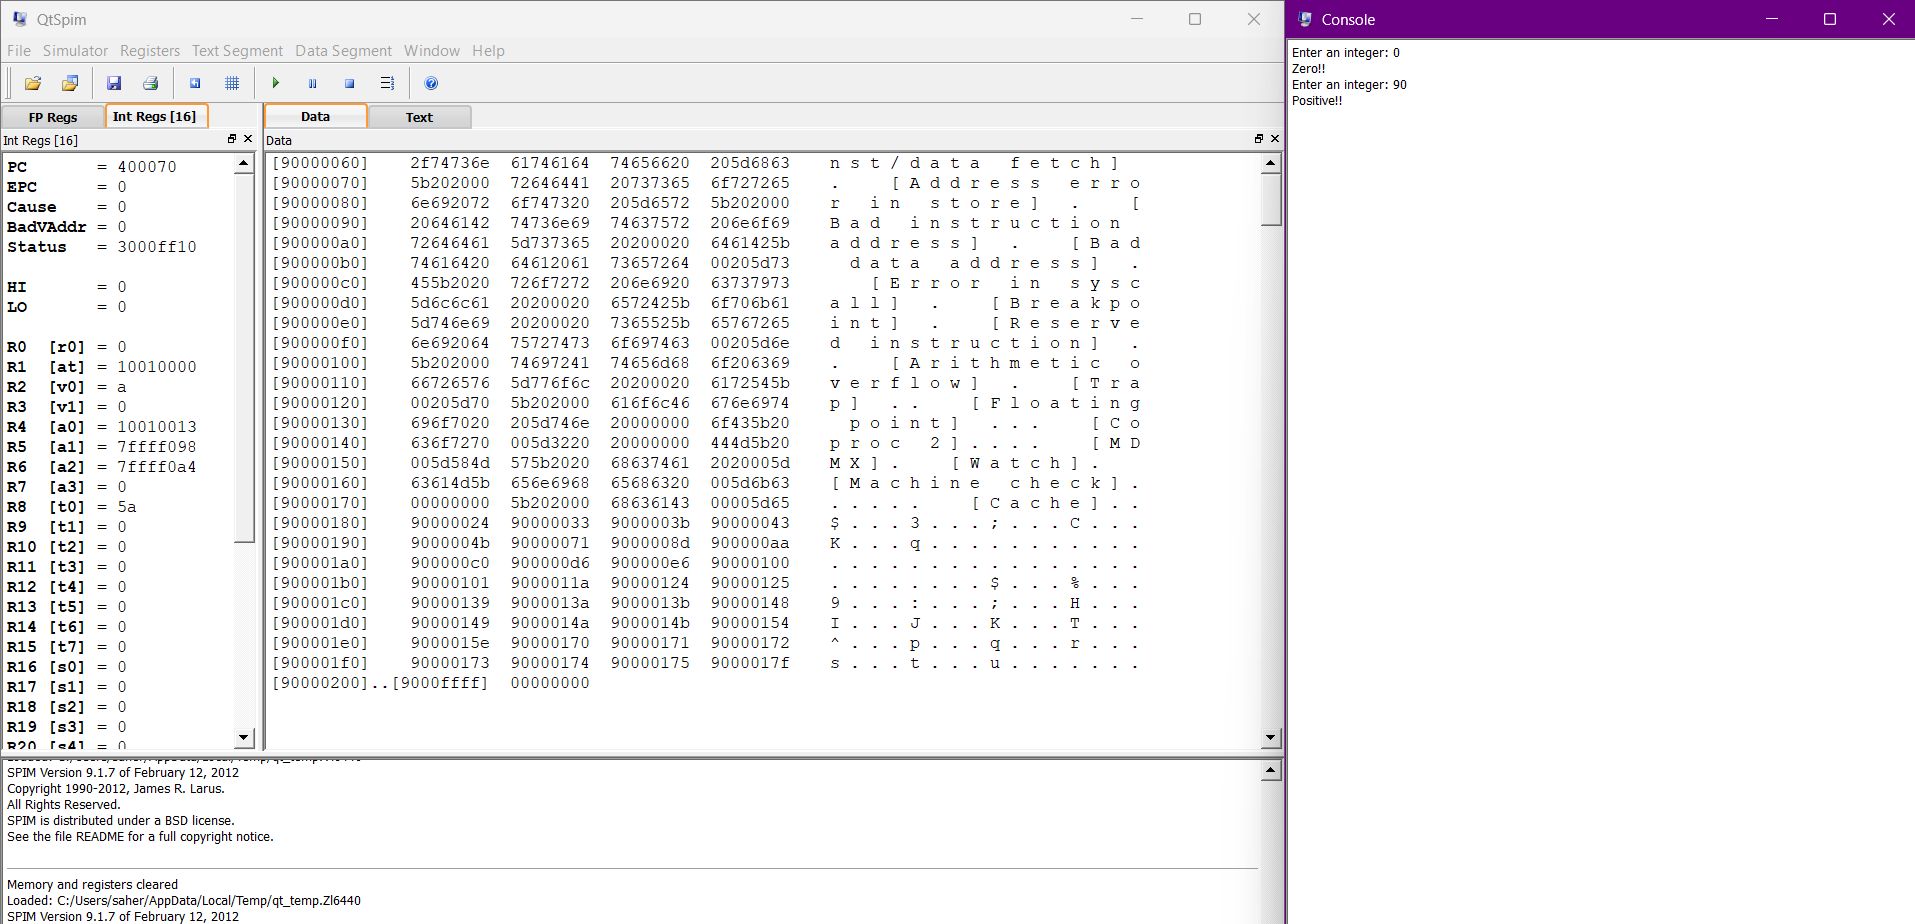 QtSpim
File Simulator Registers Text Segment Data Segment Window Help
FP Regs Int Regs [16]
Int Regs [16]
PC = 400070
EPC = 0
Cause = 0
BadVAddr = 0
Status = 3000ff10
HI = 0
LO = 0
R0 [r0] = 0
R1 [at] = 10010000
R2 [v0] = a
R3 [v1] = 0
R4 [a0] = 10010013
R5 [a1] = 7ffff098
R6 [a2] = 7ffff0a4
R7 [a3] = 0
R8 [t0] = 5a
R9 [t1] = 0
R10 [t2] = 0
R11 [t3] = 0
R12 [t4] = 0
R13 [t5] = 0
R14 [t6] = 0
R15 [t7] = 0
R16 [s0] = 0
R17 [s1] = 0
R18 [s2] = 0
R19 [s3] = 0
R20 [s4] = 0
Data Text
Data
[90000060] 2f74736e 61746164 74656620 205d6863 n s t / d a t a f e t c h ]
[90000070] 5b202000 72646441 20737365 6f727265 . [ A d d r e s s e r r o
[90000080] 6e692072 6f747320 205d6572 5b202000 r i n s t o r e ] . [
[90000090] 20646142 74736e69 74637572 206e6f69 B a d i n s t r u c t i o n
[900000a0] 72646461 5d737365 20200020 6461425b a d d r e s s ] . [ B a d
[900000b0] 74616420 64612061 73657264 00205d73 d a t a a d d r e s s ] .
[900000c0] 455b2020 726f7272 206e6920 63737973 [ E r r o r i n s y s c
[900000d0] 5d6c6c61 20200020 6572425b 6f706b61 a l l ] . [ B r e a k p o
[900000e0] 5d746e69 20200020 7365525b 65767265 i n t ] . [ R e s e r v e
[900000f0] 6e692064 75727473 6f697463 00205d6e d i n s t r u c t i o n ] .
[90000100] 5b202000 74697241 74656d68 6f206369 . [ A r i t h m e t i c o
[90000110] 66726576 5d776f6c 20200020 6172545b v e r f l o w ] . [ T r a
[90000120] 00205d70 5b202000 616f6c46 676e6974 p ] . . [ F l o a t i n g
[90000130] 696f7020 205d746e 20000000 6f435b20 p o i n t ] . . . [ C o
[90000140] 636f7270 005d3220 20000000 444d5b20 p r o c 2 ] . . . . [ M D
[90000150] 005d584d 575b2020 68637461 2020005d M X ] . [ W a t c h ] .
[90000160] 63614d5b 656e6968 65686320 005d6b63 [ M a c h i n e c h e c k ] .
[90000170] 00000000 5b202000 68636143 00005d65 . . . . . [ C a c h e ] . .
[90000180] 90000024 90000033 9000003b 90000043 $ . . . 3 . . . ; . . . C . . .
[90000190] 9000004b 90000071 9000008d 900000aa K . . . q . . . . . . . . . . .
[900001a0] 900000c0 900000d6 900000e6 90000100 . . . . . . . . . . . . . . . .
[900001b0] 90000101 9000011a 90000124 90000125 . . . . . . . . $ . . . % . . .
[900001c0] 90000139 9000013a 9000013b 90000148 9 . . . : . . . ; . . . H . . .
[900001d0] 90000149 9000014a 9000014b 90000154 I . . . J . . . K . . . T . . .
[900001e0] 9000015e 90000170 90000171 90000172 ^ . . . p . . . q . . . r . . .
[900001f0] 90000173 90000174 90000175 9000017f s . . . t . . . u . . . . . . .
[90000200]..[9000ffff] 00000000
Loaded: C:/Users/saher/AppData/Local/Temp/qt_temp.Zl6440
SPIM Version 9.1.7 of February 12, 2012
Copyright 1990-2012, James R. Larus.
All Rights Reserved.
SPIM is distributed under a BSD license.
See the file README for a full copyright notice.
Memory and registers cleared
Loaded: C:/Users/saher/AppData/Local/Temp/qt_temp.Zl6440
SPIM Version 9.1.7 of February 12, 2012
Console
Enter an integer: 0
Zero!!
Enter an integer: 90
Positive!!